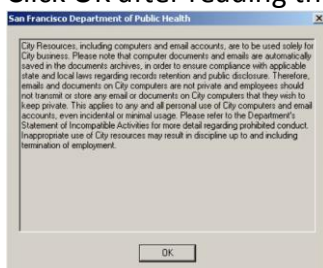 Click OK after reading th
San Francisco Department of Public Health
City Resources, including computers and email accounts, are to be used solely for
City business. Please note that computer documents and emails are automatically
saved in the documents archives, in order to ensure compliance with applicable
state and local laws regarding records retention and public disclosure. Therefore,
emails and documents on City computers are not private and employees should
not transmit or store any email or documents on City computers that they wish to
keep private. This applies to any and all personal use of City computers and email
accounts, even incidental or minimal usage. Please refer to the Department's
Statement of Incompatible Activities for more detail regarding prohibited conduct.
Inappropriate use of City resources may result in discipline up to and including
termination of employment.
OK